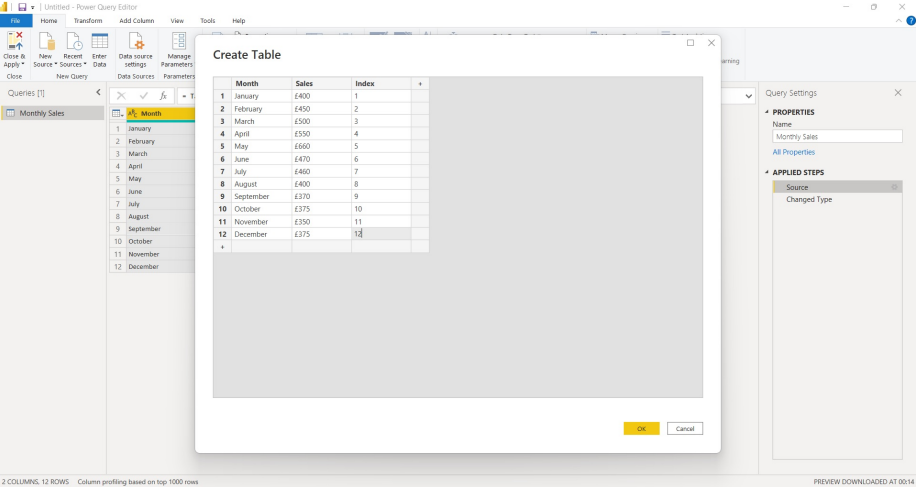 Untitled - Power Query Editor
File Home Transform Add Column View Tools Help
Close & Apply
New Source
Recent Sources
Enter Data
Data source settings
Manage Parameters
Close
New Query
Data Sources
Parameters
Queries [1]
Monthly Sales
fx
Month
1 January
2 February
3 March
4 April
5 May
6 June
7 July
8 August
9 September
10 October
11 November
12 December
Create Table
Month Sales Index +
1 January £400 1
2 February £450 2
3 March £500 3
4 April £550 4
5 May £660 5
6 June £470 6
7 July £460 7
8 August £400 8
9 September £370 9
10 October £375 10
11 November £350 11
12 December £375 12
+
OK Cancel
Query Settings
PROPERTIES
Name
Monthly Sales
All Properties
APPLIED STEPS
Source
Changed Type
2 COLUMNS, 12 ROWS Column profiling based on top 1000 rows
PREVIEW DOWNLOADED AT 00:14